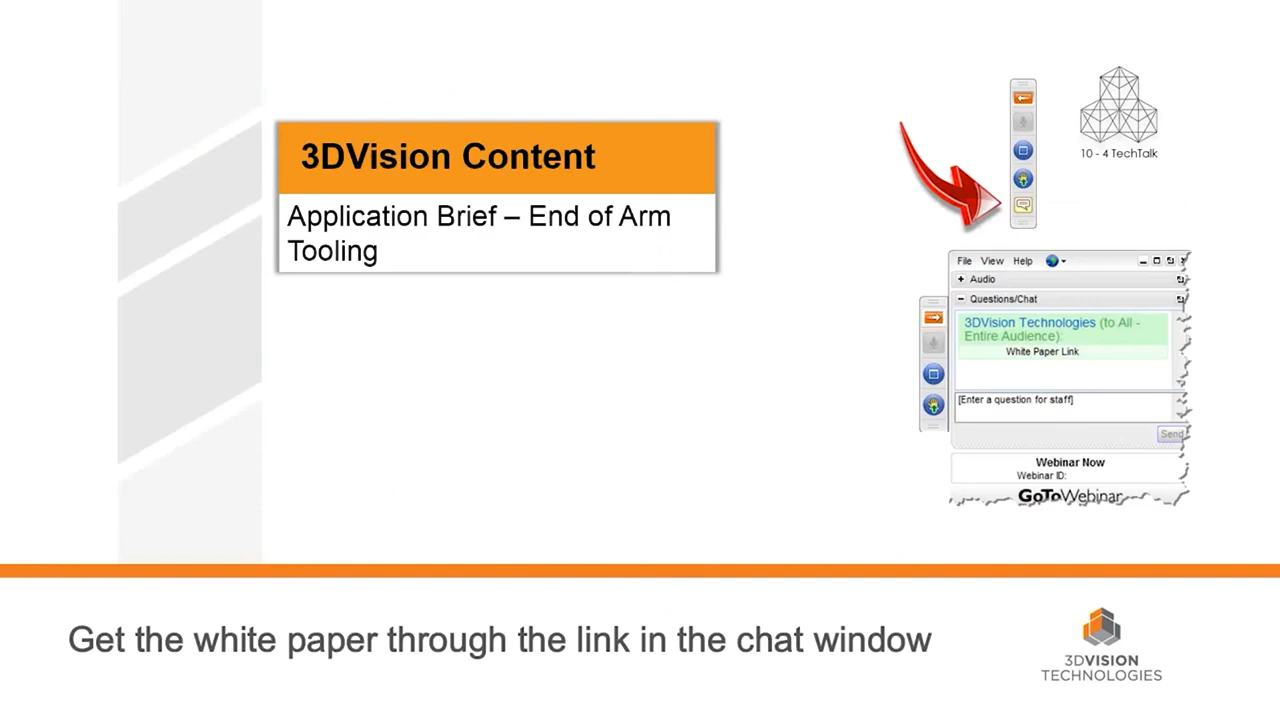 3DVision Content
Application Brief – End of Arm
Tooling
10 - 4 TechTalk
File View Help
Audio
Questions/Chat
3DVision Technologies (to All -
Entire Audience):
White Paper Link
[Enter a question for staff]
Send
Webinar Now
Webinar ID:
GoToWebinar
Get the white paper through the link in the chat window
3DVISION
TECHNOLOGIES